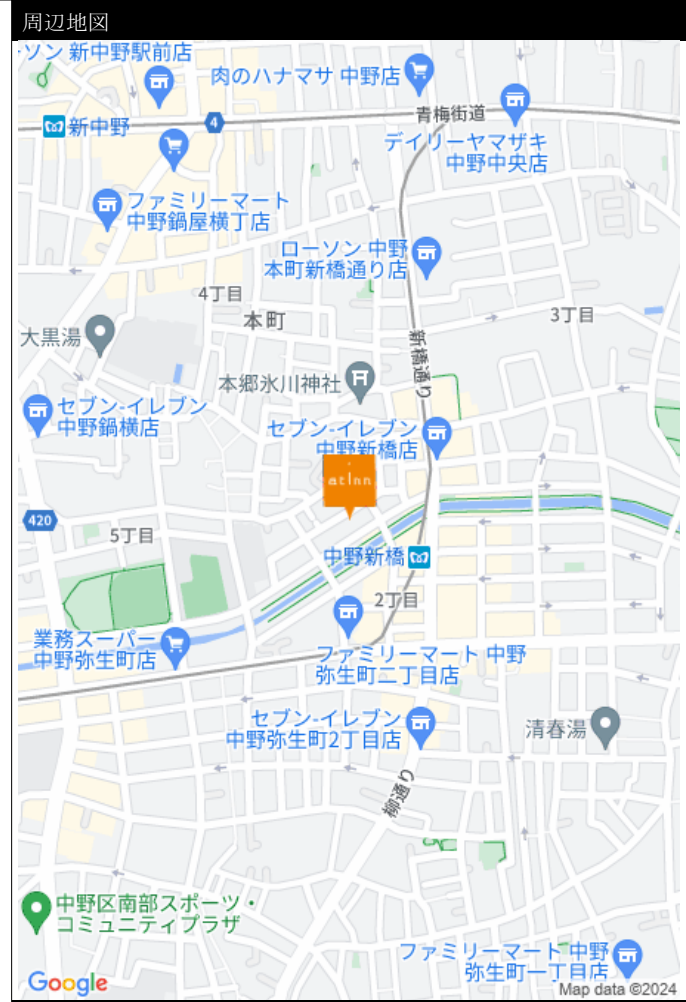 周辺地図
ーソン 新中野駅前店
肉のハナマサ 中野店
青梅街道
新中野
4
デイリーヤマザキ
中野中央店
ファミリーマート
中野鍋屋横丁店
ローソン 中野
本町新橋通り店
4丁目
本町
3丁目
大黒湯
新橋通り
本郷氷川神社
セブン-イレブン
中野鍋横店
セブン-イレブン
中野新橋店
at Inn
420
5丁目
中野新橋
2丁目
業務スーパー
中野弥生町店
ファミリーマート 中野
弥生町二丁目店
セブン-イレブン
中野弥生町2丁目店
清春湯
柳通り
中野区南部スポーツ・
コミュニティプラザ
ファミリーマート 中野
弥生町一丁目店
Google
Map data ©2024